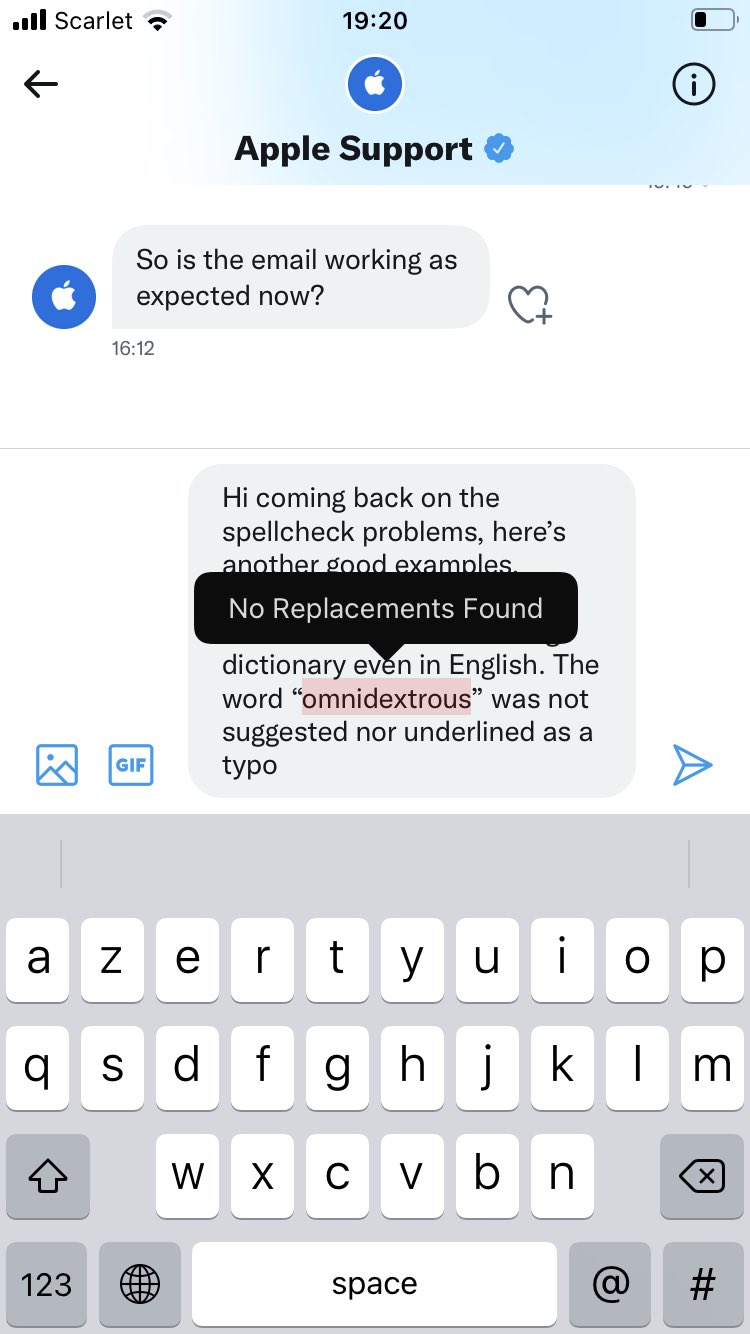 Scarlet 19:20
Apple Support
So is the email working as
expected now?
16:12
Hi coming back on the
spellcheck problems, here’s
another good examples.
No Replacements Found
dictionary even in English. The
word “omnidextrous” was not
suggested nor underlined as a
typo
GIF
a z e r t y u i o p
q s d f g h j k l m
w x c v b n
123 space @ #